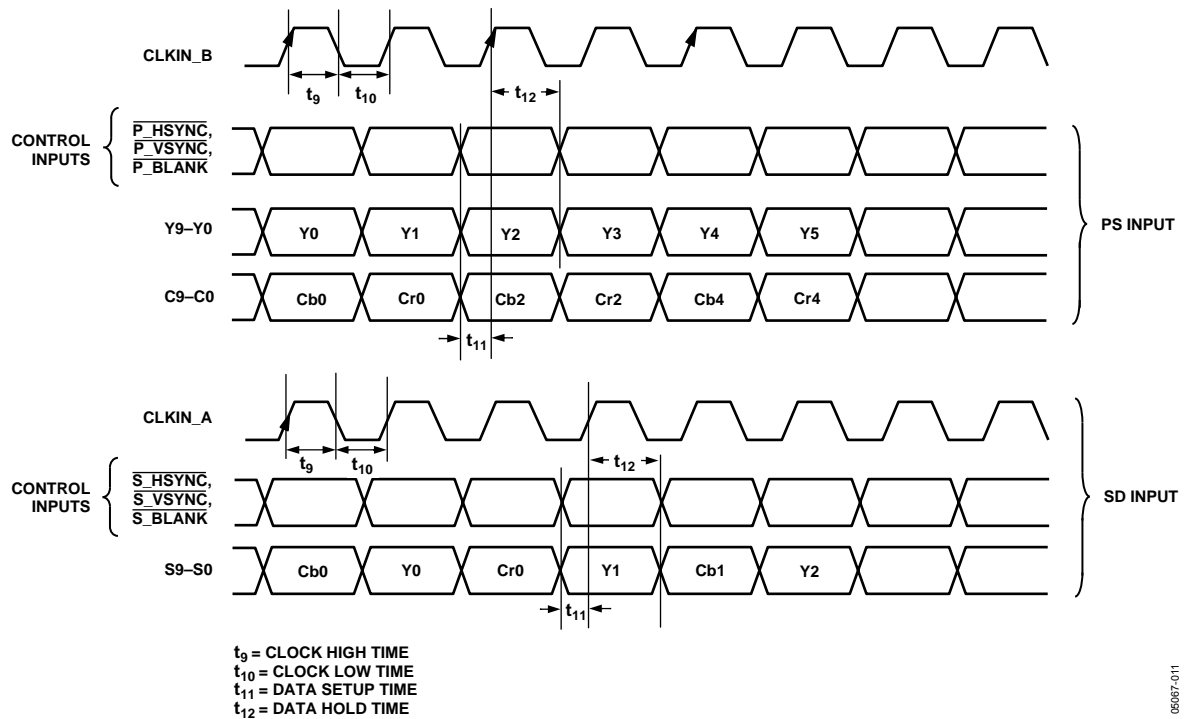 CLKIN_B
t9
t10
t12
CONTROL
INPUTS
P_HSYNC,
P_VSYNC,
P_BLANK
Y9–Y0
Y0
Y1
Y2
Y3
Y4
Y5
PS INPUT
C9–C0
Cb0
Cr0
Cb2
Cr2
Cb4
Cr4
t11
CLKIN_A
t9
t10
t12
CONTROL
INPUTS
S_HSYNC,
S_VSYNC,
S_BLANK
SD INPUT
S9–S0
Cb0
Y0
Cr0
Y1
Cb1
Y2
t11
t9 = CLOCK HIGH TIME
t10 = CLOCK LOW TIME
t11 = DATA SETUP TIME
t12 = DATA HOLD TIME
05067-011